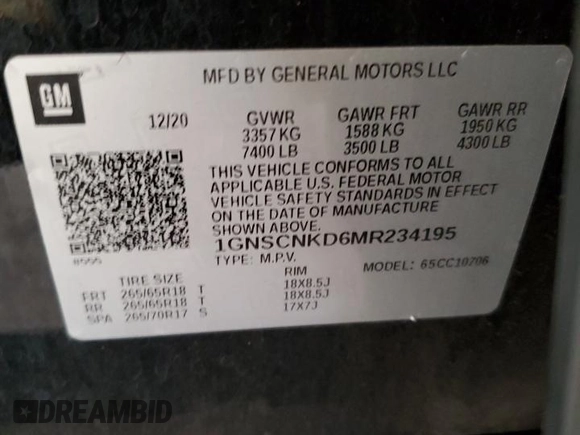 GM
MFD BY GENERAL MOTORS LLC
12/20 GVWR GAWR FRT GAWR RR
3357 KG 1588 KG 1950 KG
7400 LB 3500 LB 4300 LB
THIS VEHICLE CONFORMS TO ALL
APPLICABLE U.S. FEDERAL MOTOR
VEHICLE SAFETY STANDARDS IN EFFECT
ON THE DATE OF MANUFACTURE
SHOWN ABOVE.
1GNSCNKD6MR234195
8555 TYPE: M.P.V. MODEL: 65CC10706
TIRE SIZE RIM
FRT 265/65R18 T 18X8.5J
RR 265/65R18 T 18X8.5J
SPA 265/70R17 S 17X7J
DREAMBID